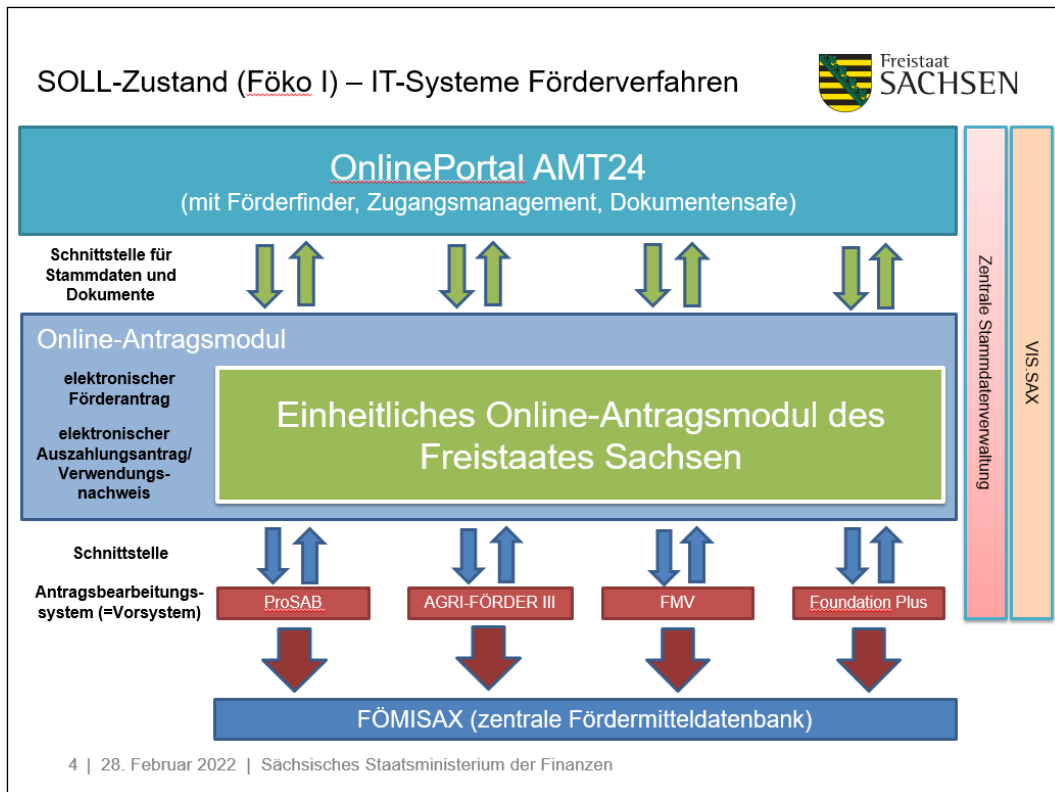 SOLL-Zustand (Föko I) – IT-Systeme Förderverfahren
Freistaat
SACHSEN
OnlinePortal AMT24
(mit Förderfinder, Zugangsmanagement, Dokumentensafe)
Schnittstelle für
Stammdaten und
Dokumente
Online-Antragsmodul
elektronischer
Förderantrag
elektronischer
Auszahlungsantrag/
Verwendungs-
nachweis
Einheitliches Online-Antragsmodul des
Freistaates Sachsen
Zentrale Stammdatenverwaltung
VIS.SAX
Schnittstelle
Antragsbearbeitungs-
system (=Vorsystem)
ProSAB
AGRI-FÖRDER III
FMV
Foundation Plus
FÖMISAX (zentrale Fördermitteldatenbank)
4 | 28. Februar 2022 | Sächsisches Staatsministerium der Finanzen